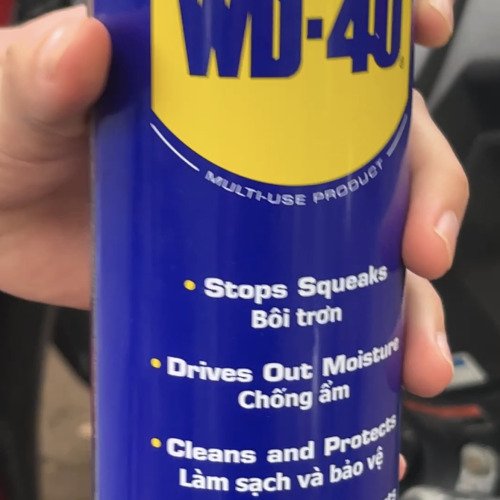 WD-40®
MULTI-USE PRODUCT
• Stops Squeaks
Bôi trơn
• Drives Out Moisture
Chống ẩm
• Cleans and Protects
Làm sạch và bảo vệ